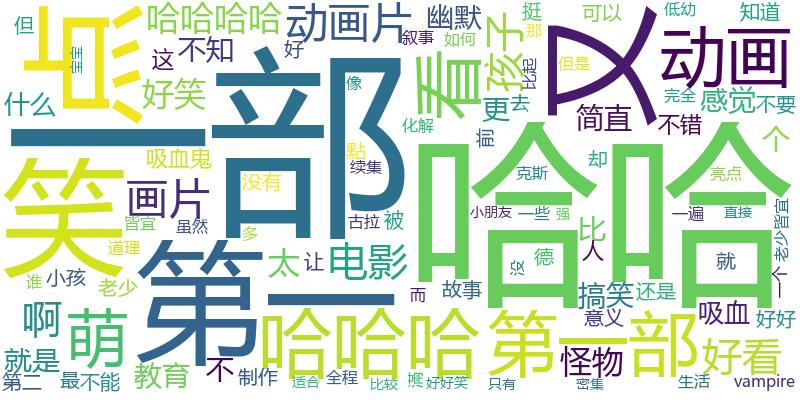 哈哈哈哈
动画片
幽默
挺
可以
低幼
知道
但
点
宝宝
这
不知
好
叙事
如何
孩子
那
比起
又
但是
动画
什么
好笑
像
看
更
去
完全
感觉
不要
一部
化解
简直
不错
个
笑
吸血鬼
没有
點
续集
前
哈哈
克斯
却
亮点
画片
皆宜
虽然
古拉
被
小朋友
一些
强
一遍
直接
老少皆宜
道理
多
第一
让
电影
没
德
比
人
就
谁
小孩
老少
太
而
故事
搞笑
还是
一个
啊
萌
哈哈哈
第一部
意义
吸血
好好
就是
教育
不
怪物
好看
第二
最不能
制作
适合
全程
比较
好好笑
只有
密集
生活
vampire